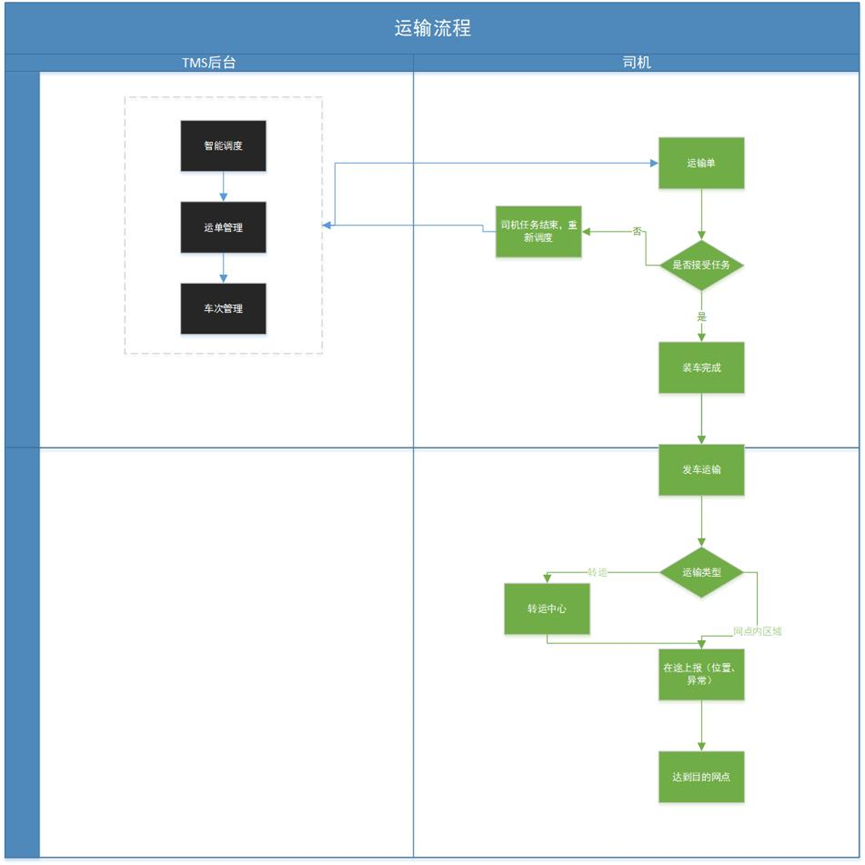 运输流程
TMS后台
司机
智能调度
运单管理
车次管理
运输单
司机任务结束，重
新调度
否
是否接受任务
是
装车完成
发车运输
运输类型
转运
转运中心
网点内区域
在途上报（位置、
异常）
达到目的网点